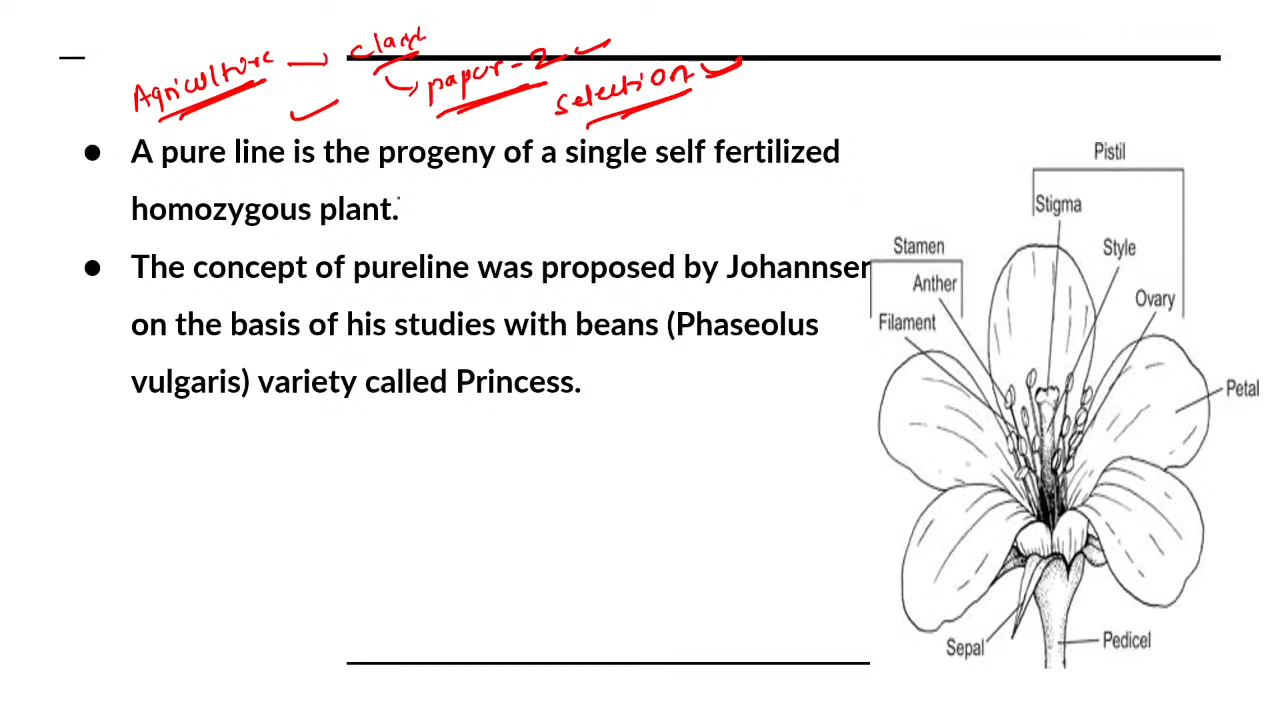 Agriculture — class
paper-2
selection
● A pure line is the progeny of a single self fertilized
homozygous plant.
● The concept of pureline was proposed by Johannsen
on the basis of his studies with beans (Phaseolus
vulgaris) variety called Princess.
Pistil
Stigma
Stamen
Style
Anther
Ovary
Filament
Petal
Sepal
Pedicel